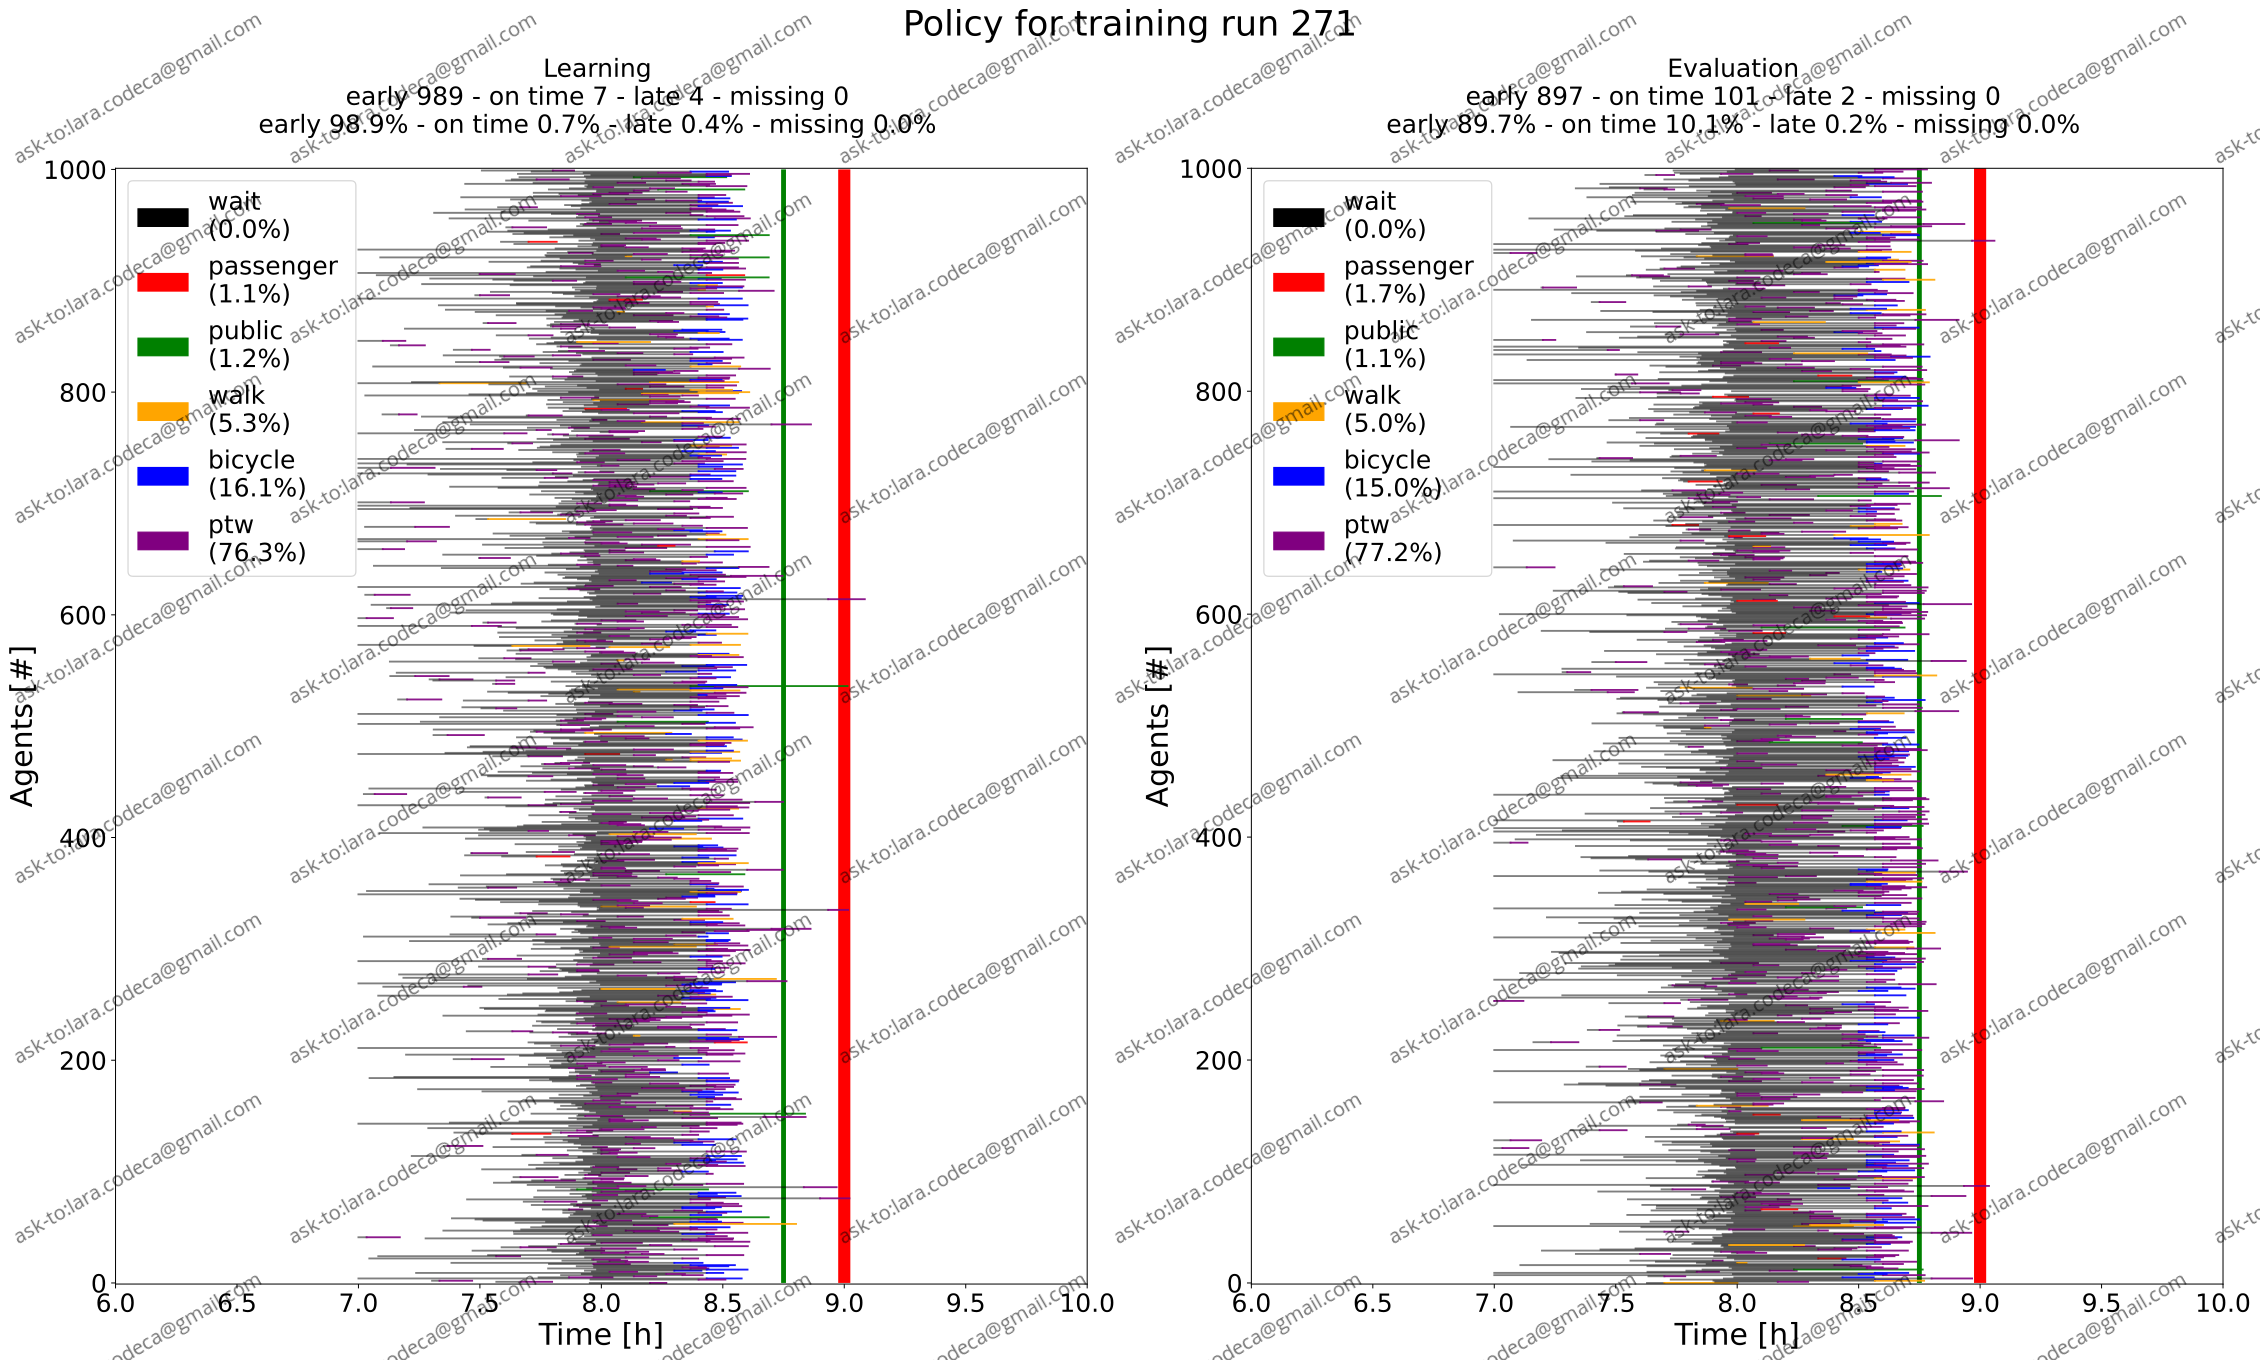 Policy for training run 271
Learning
early 989 - on time 7 - late 4 - missing 0
early 98.9% - on time 0.7% - late 0.4% - missing 0.0%
1000
800
600
400
200
0
Agents [#]
wait
(0.0%)
passenger
(1.1%)
public
(1.2%)
walk
(5.3%)
bicycle
(16.1%)
ptw
(76.3%)
6.0 6.5 7.0 7.5 8.0 8.5 9.0 9.5 10.0
Time [h]
Evaluation
early 897 - on time 101 - late 2 - missing 0
early 89.7% - on time 10.1% - late 0.2% - missing 0.0%
1000
800
600
400
200
0
Agents [#]
wait
(0.0%)
passenger
(1.7%)
public
(1.1%)
walk
(5.0%)
bicycle
(15.0%)
ptw
(77.2%)
6.0 6.5 7.0 7.5 8.0 8.5 9.0 9.5 10.0
Time [h]
ask-to:lara.codeca@gmail.com